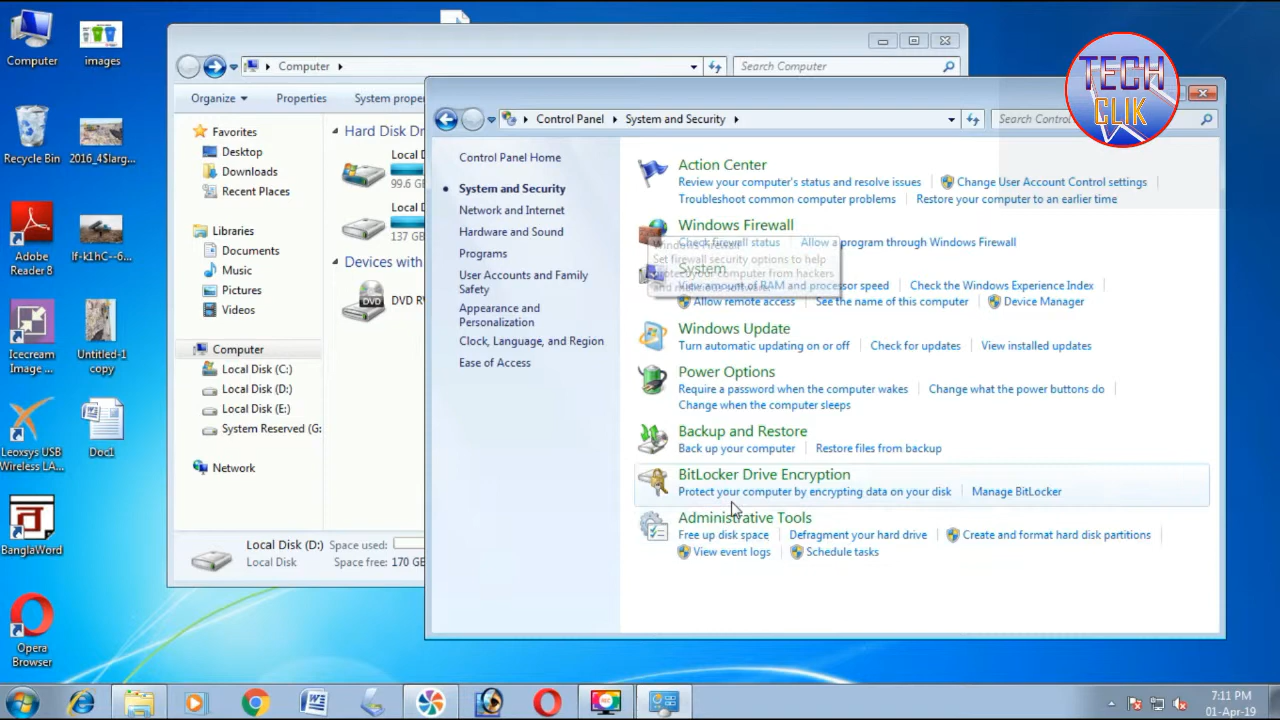 Computer
images
Recycle Bin
2016_4$larg...
Adobe
Reader 8
lf-k1hC--6...
Icecream
Image ...
Untitled-1
copy
Leoxsys USB
Wireless LA...
Doc1
BanglaWord
Opera
Browser
Computer
Search Computer
Organize
Properties
System prope
Favorites
Desktop
Downloads
Recent Places
Libraries
Documents
Music
Pictures
Videos
Computer
Local Disk (C:)
Local Disk (D:)
Local Disk (E:)
System Reserved (G:
Network
Hard Disk Dr
Local D
99.6 G
Local D
137 GB
Devices with
DVD RW
Local Disk (D:) Space used:
Local Disk Space free: 170 GB
TECH
CLIK
Control Panel
System and Security
Search Contro
Control Panel Home
System and Security
Network and Internet
Hardware and Sound
Programs
User Accounts and Family
Safety
Appearance and
Personalization
Clock, Language, and Region
Ease of Access
Action Center
Review your computer's status and resolve issues
Change User Account Control settings
Troubleshoot common computer problems
Restore your computer to an earlier time
Windows Firewall
Check firewall status
Allow a program through Windows Firewall
Windows Firewall
Set firewall security options to help
protect your computer from hackers
and malicious software.
System
View amount of RAM and processor speed
Check the Windows Experience Index
Allow remote access
See the name of this computer
Device Manager
Windows Update
Turn automatic updating on or off
Check for updates
View installed updates
Power Options
Require a password when the computer wakes
Change what the power buttons do
Change when the computer sleeps
Backup and Restore
Back up your computer
Restore files from backup
BitLocker Drive Encryption
Protect your computer by encrypting data on your disk
Manage BitLocker
Administrative Tools
Free up disk space
Defragment your hard drive
Create and format hard disk partitions
View event logs
Schedule tasks
7:11 PM
01-Apr-19